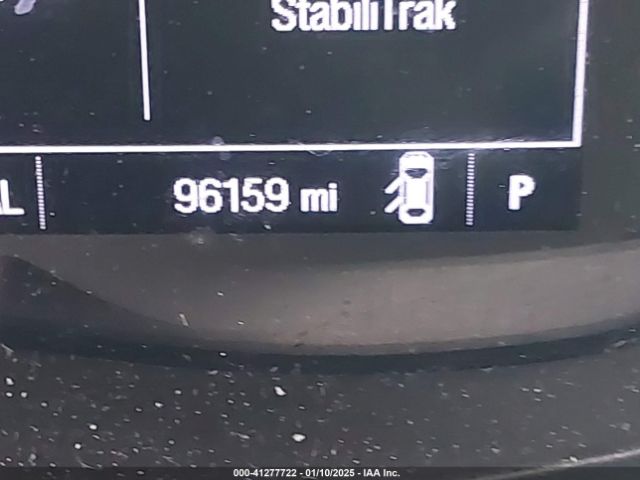 StabiliTrak
96159 mi
P
000-41277722 - 01/10/2025 - IAA Inc.